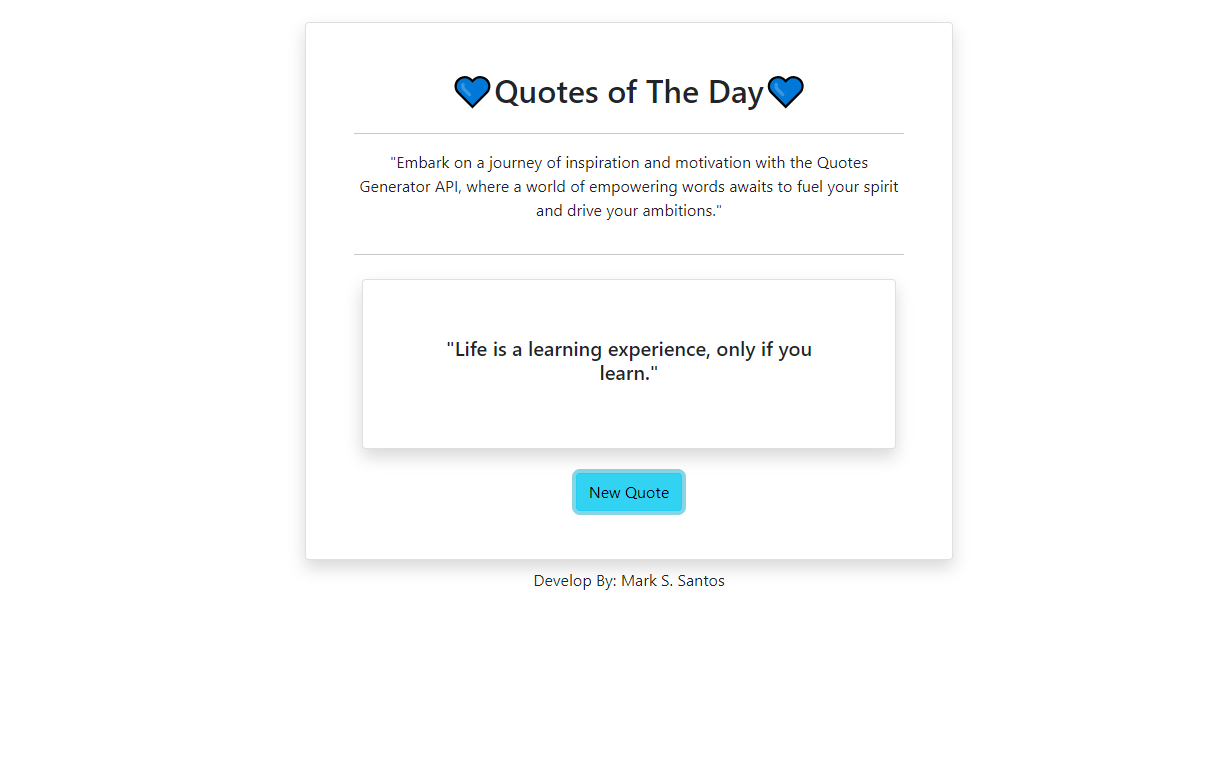 💙Quotes of The Day💙
"Embark on a journey of inspiration and motivation with the Quotes
Generator API, where a world of empowering words awaits to fuel your spirit
and drive your ambitions."
"Life is a learning experience, only if you
learn."
New Quote
Develop By: Mark S. Santos